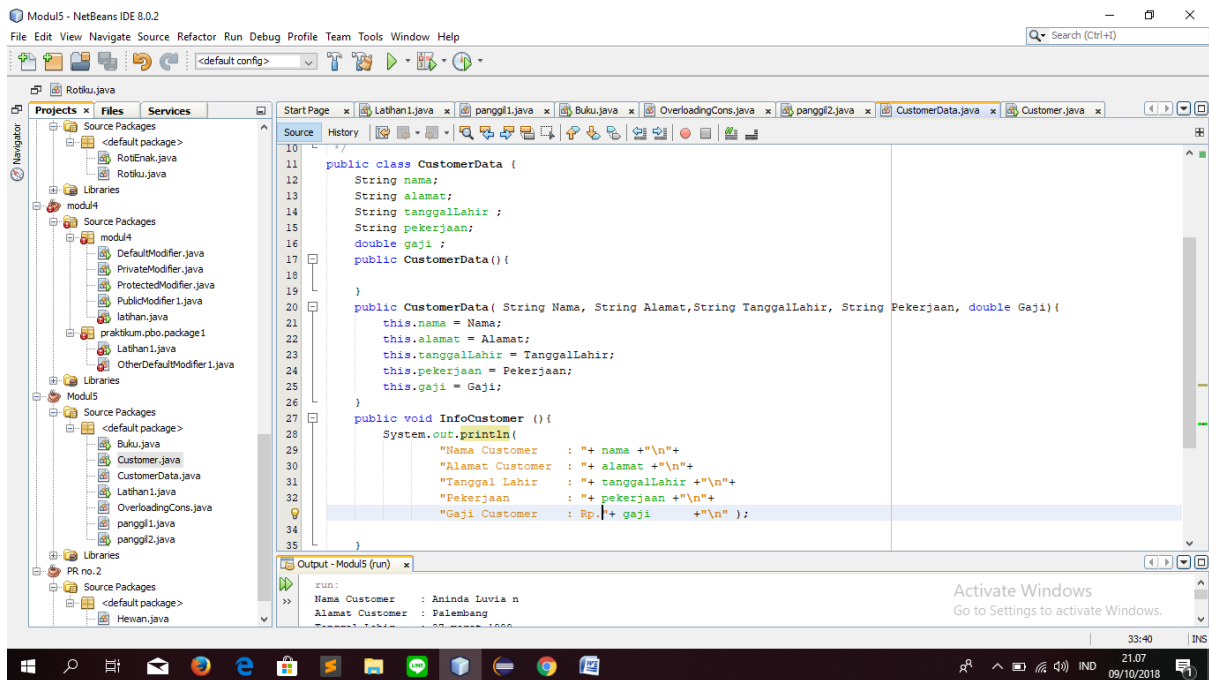 Modul5 - NetBeans IDE 8.0.2
File Edit View Navigate Source Refactor Run Debug Profile Team Tools Window Help
Search (Ctrl+I)
<default config>
Rotiku.java
Projects x Files Services
Start Page x Latihan1.java x panggil1.java x Buku.java x OverloadingCons.java x panggil2.java x CustomerData.java x Customer.java x
Navigator
Source History
Source Packages
<default package>
RotiEnak.java
Rotiku.java
Libraries
modul4
Source Packages
modul4
DefaultModifier.java
PrivateModifier.java
ProtectedModifier.java
PublicModifier1.java
latihan.java
praktikum.pbo.package1
Latihan1.java
OtherDefaultModifier1.java
Libraries
Modul5
Source Packages
<default package>
Buku.java
Customer.java
CustomerData.java
Latihan1.java
OverloadingCons.java
panggil1.java
panggil2.java
Libraries
PR no.2
Source Packages
<default package>
Hewan.java
10 */
11 public class CustomerData {
12 String nama;
13 String alamat;
14 String tanggalLahir ;
15 String pekerjaan;
16 double gaji ;
17 public CustomerData(){
18
19 }
20 public CustomerData( String Nama, String Alamat,String TanggalLahir, String Pekerjaan, double Gaji){
21 this.nama = Nama;
22 this.alamat = Alamat;
23 this.tanggalLahir = TanggalLahir;
24 this.pekerjaan = Pekerjaan;
25 this.gaji = Gaji;
26 }
27 public void InfoCustomer (){
28 System.out.println(
29 "Nama Customer : "+ nama +"\n"+
30 "Alamat Customer : "+ alamat +"\n"+
31 "Tanggal Lahir : "+ tanggalLahir +"\n"+
32 "Pekerjaan : "+ pekerjaan +"\n"+
"Gaji Customer : Rp."+ gaji +"\n" );
34
35 }
Output - Modul5 (run) x
run:
Nama Customer : Aninda Luvia n
Alamat Customer : Palembang
Activate Windows
Go to Settings to activate Windows.
33:40 INS
IND
21.07
09/10/2018